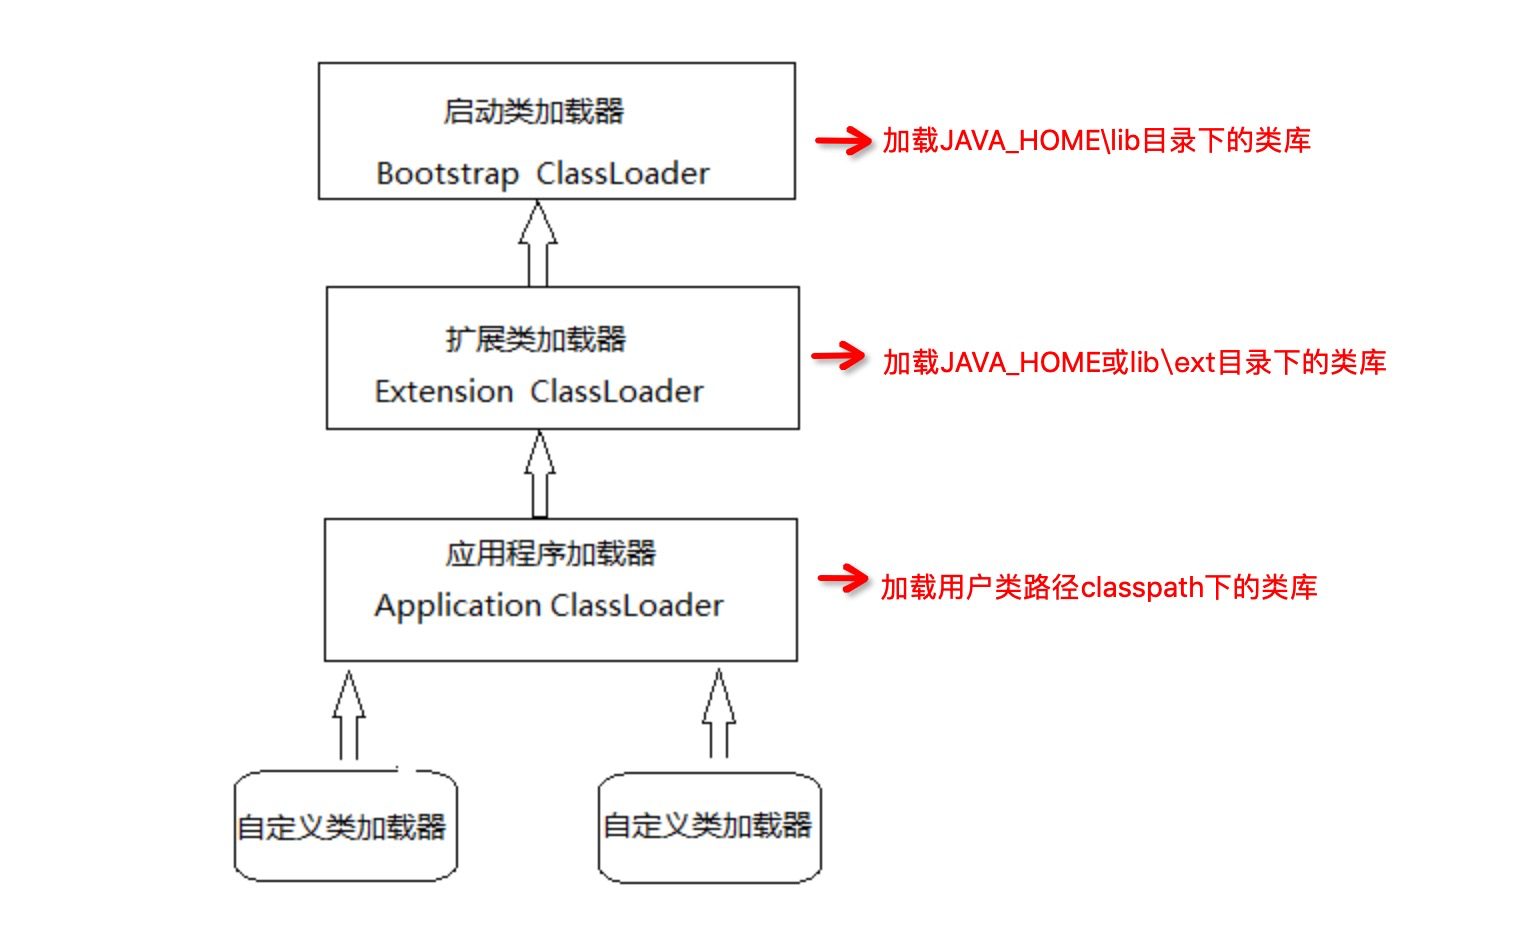 启动类加载器
Bootstrap ClassLoader
加载JAVA_HOME\lib目录下的类库
扩展类加载器
Extension ClassLoader
加载JAVA_HOME或lib\ext目录下的类库
应用程序加载器
Application ClassLoader
加载用户类路径classpath下的类库
自定义类加载器
自定义类加载器